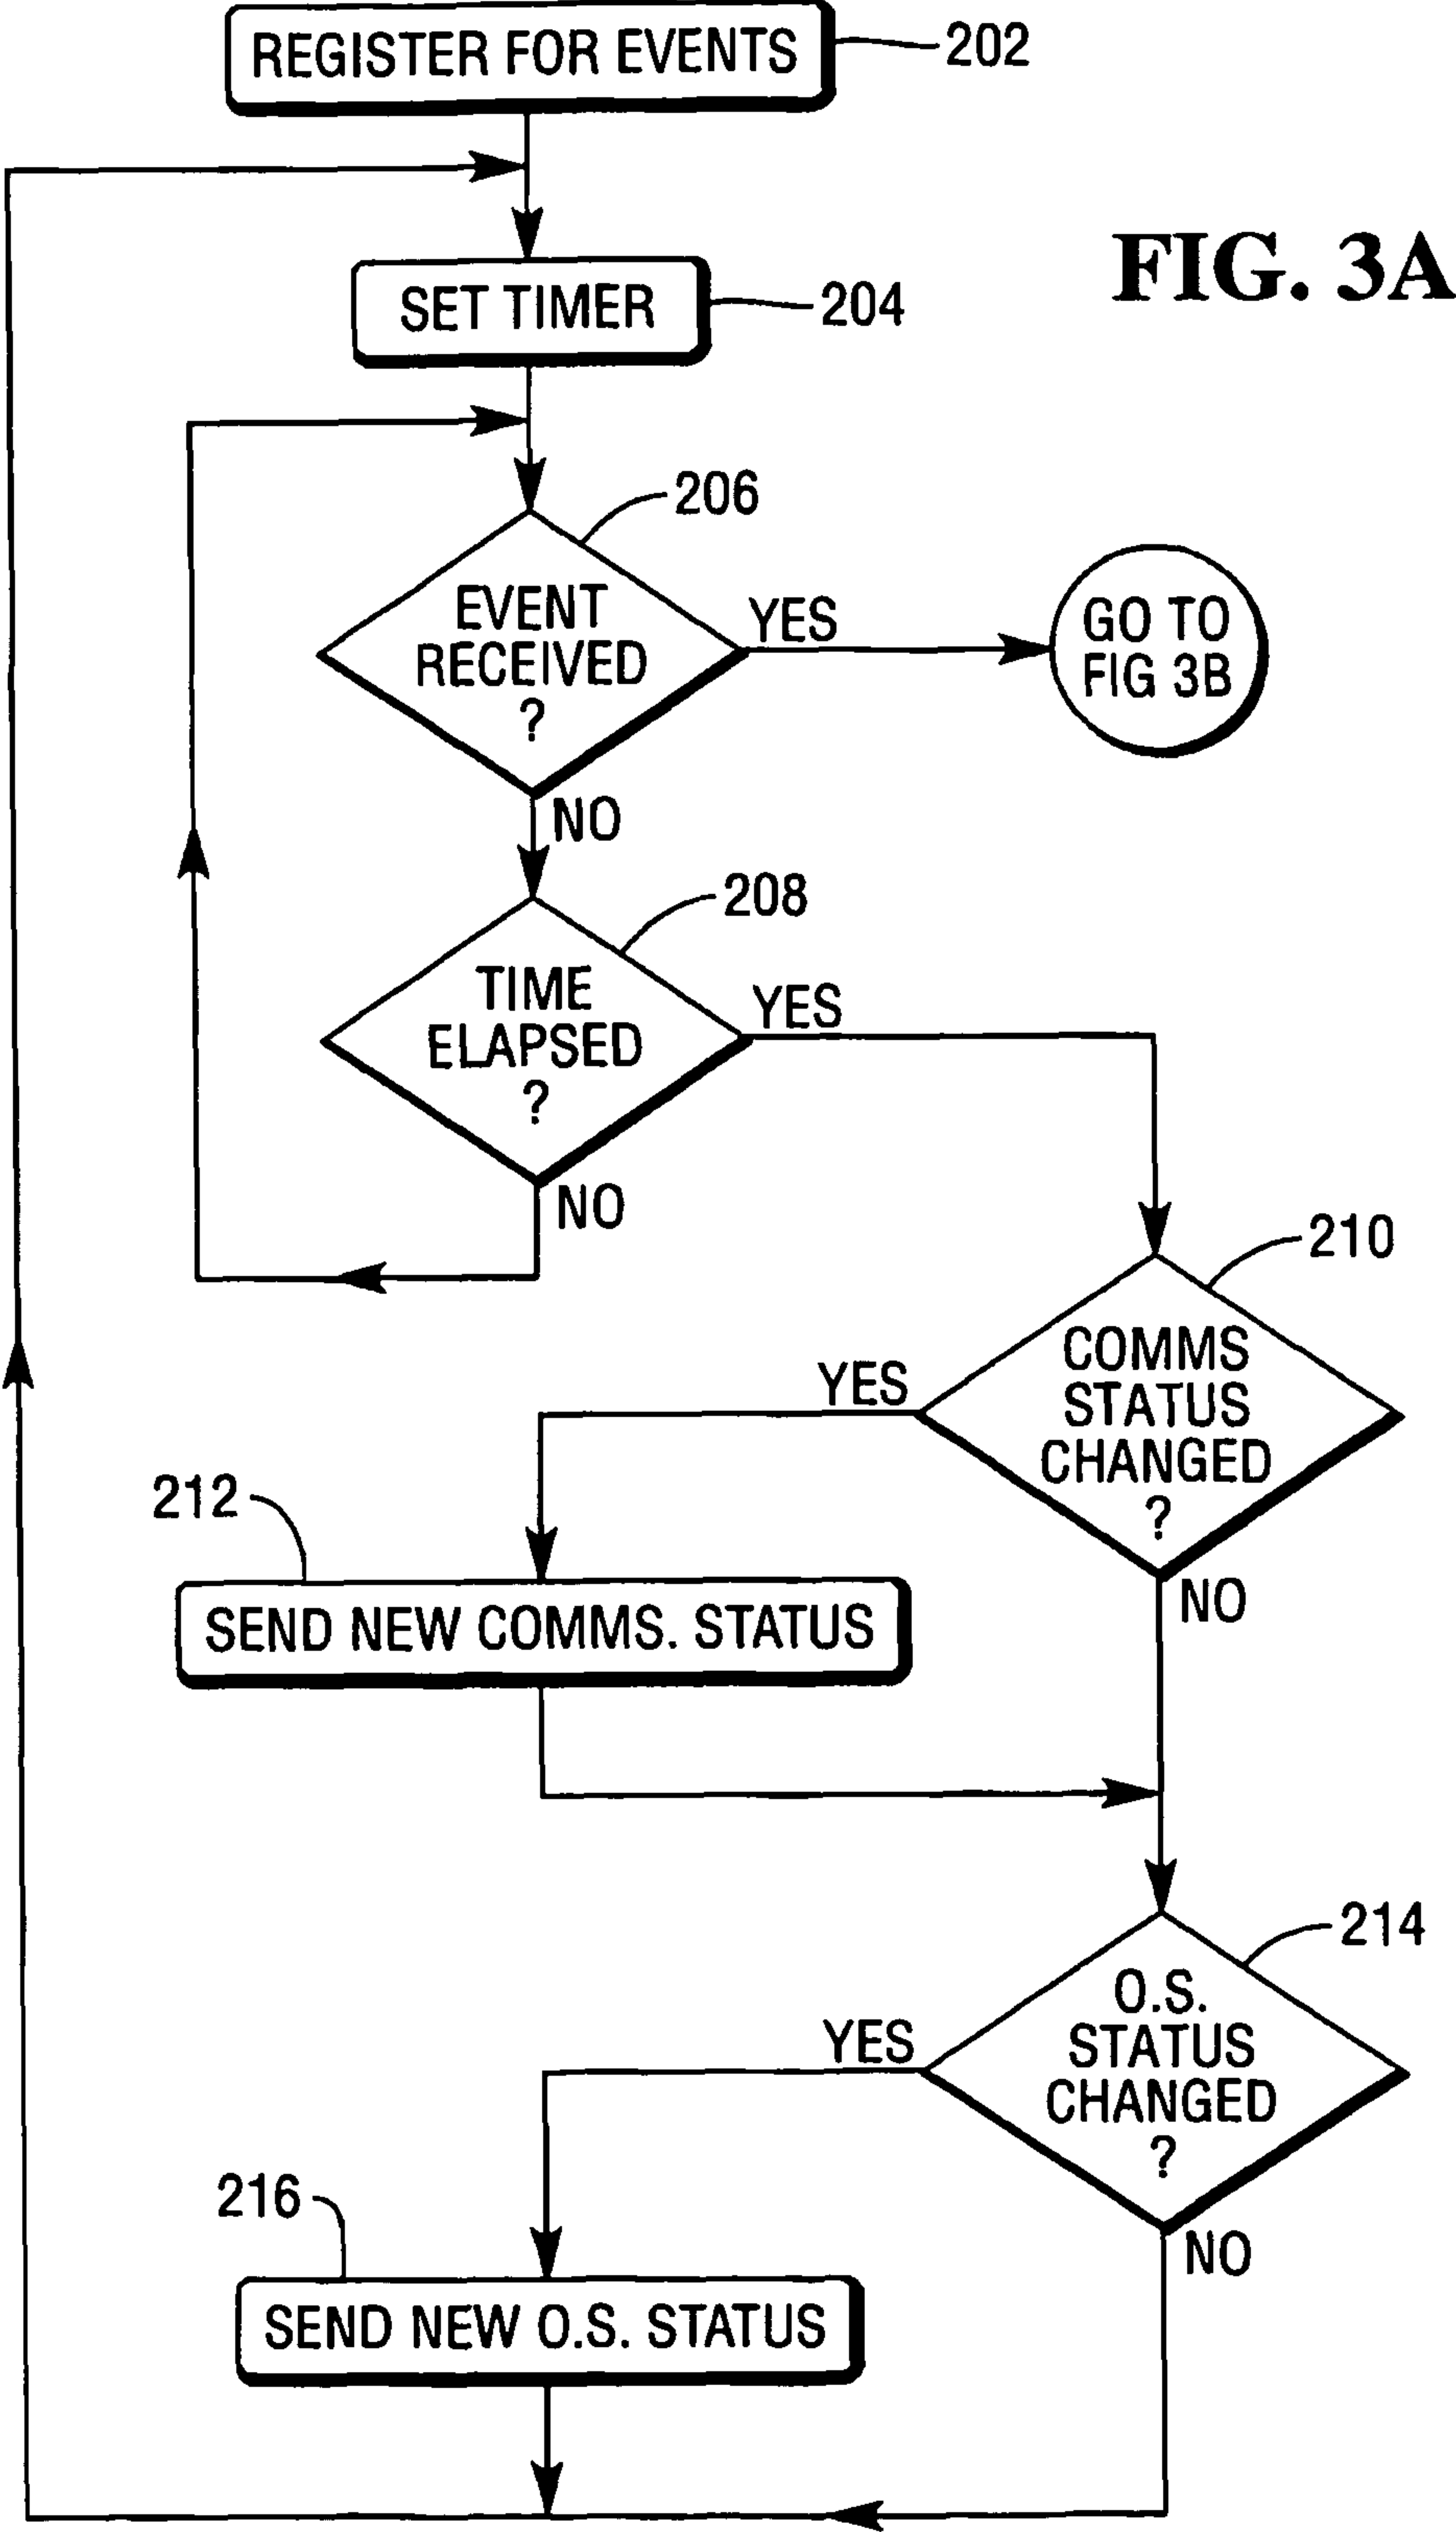 REGISTER FOR EVENTS
202
FIG. 3A
SET TIMER
204
206
EVENT
RECEIVED
?
YES
GO TO
FIG 3B
NO
208
TIME
ELAPSED
?
YES
NO
210
COMMS
STATUS
CHANGED
?
YES
NO
212
SEND NEW COMMS. STATUS
214
O.S.
STATUS
CHANGED
?
YES
NO
216
SEND NEW O.S. STATUS